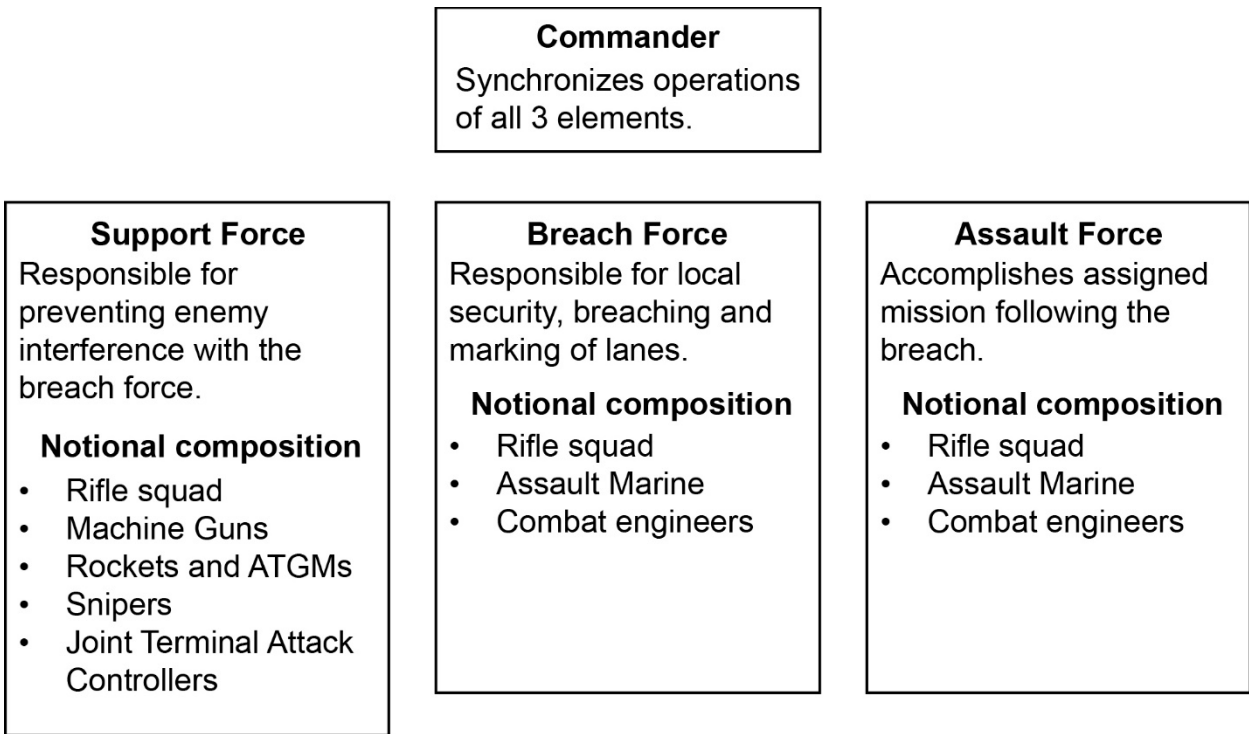 Commander
Synchronizes operations
of all 3 elements.
Support Force
Responsible for
preventing enemy
interference with the
breach force.
Notional composition
• Rifle squad
• Machine Guns
• Rockets and ATGMs
• Snipers
• Joint Terminal Attack
Controllers
Breach Force
Responsible for local
security, breaching and
marking of lanes.
Notional composition
• Rifle squad
• Assault Marine
• Combat engineers
Assault Force
Accomplishes assigned
mission following the
breach.
Notional composition
• Rifle squad
• Assault Marine
• Combat engineers